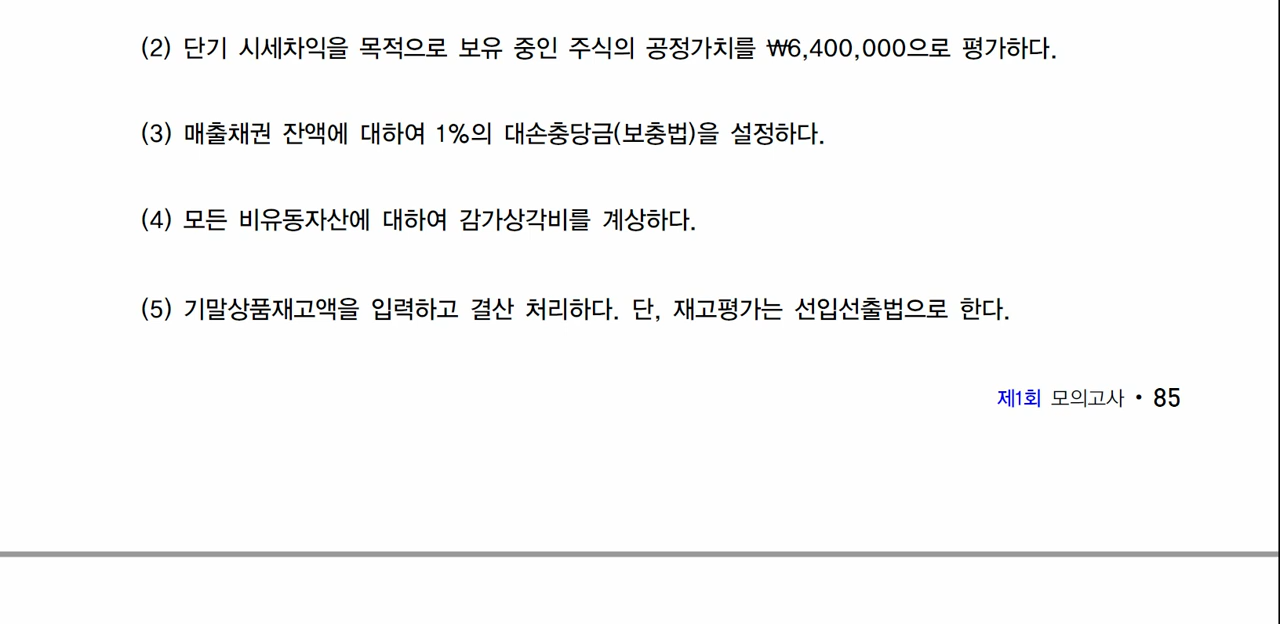 (2) 단기 시세차익을 목적으로 보유 중인 주식의 공정가치를 ₩6,400,000으로 평가하다.
(3) 매출채권 잔액에 대하여 1%의 대손충당금(보충법)을 설정하다.
(4) 모든 비유동자산에 대하여 감가상각비를 계상하다.
(5) 기말상품재고액을 입력하고 결산 처리하다. 단, 재고평가는 선입선출법으로 한다.
제1회 모의고사 • 85